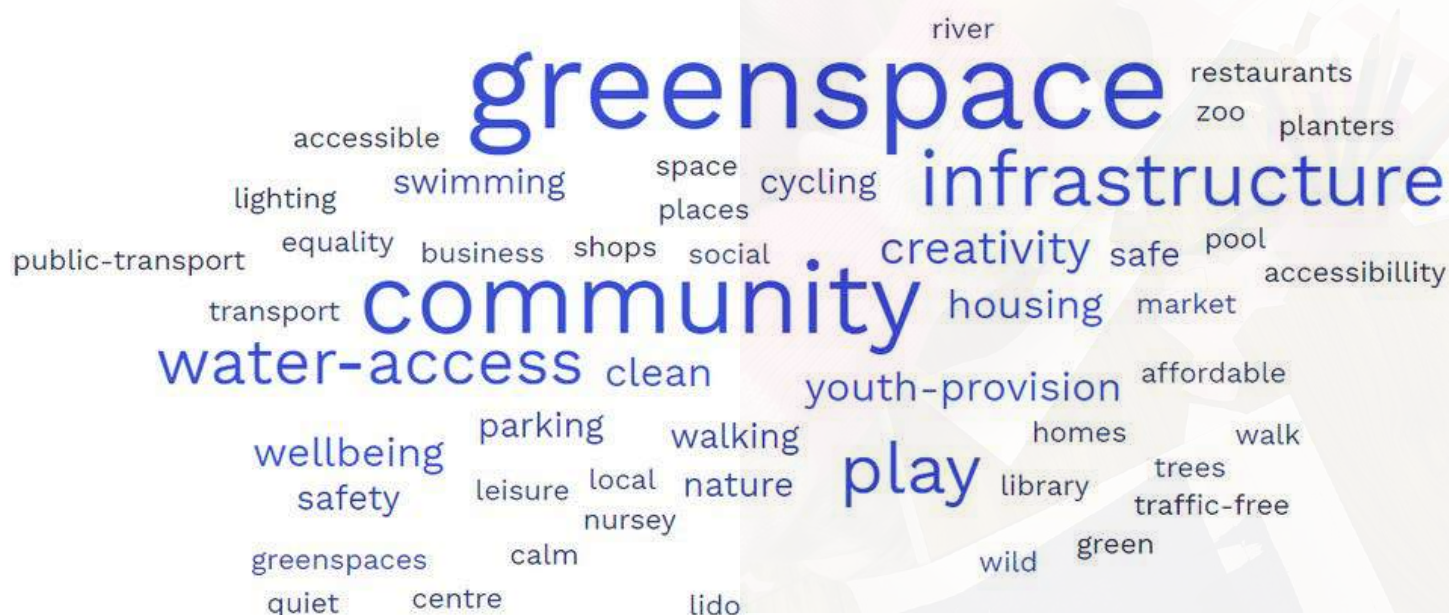 river
greenspace
restaurants
zoo
planters
accessible
space
infrastructure
swimming
cycling
lighting
places
equality
business
shops
social
creativity
safe
pool
public-transport
accessibillity
transport
community
housing
market
water-access
clean
youth-provision
affordable
parking
walking
homes
walk
wellbeing
play
trees
safety
leisure
local
nature
library
traffic-free
nursey
greenspaces
calm
wild
green
quiet
centre
lido